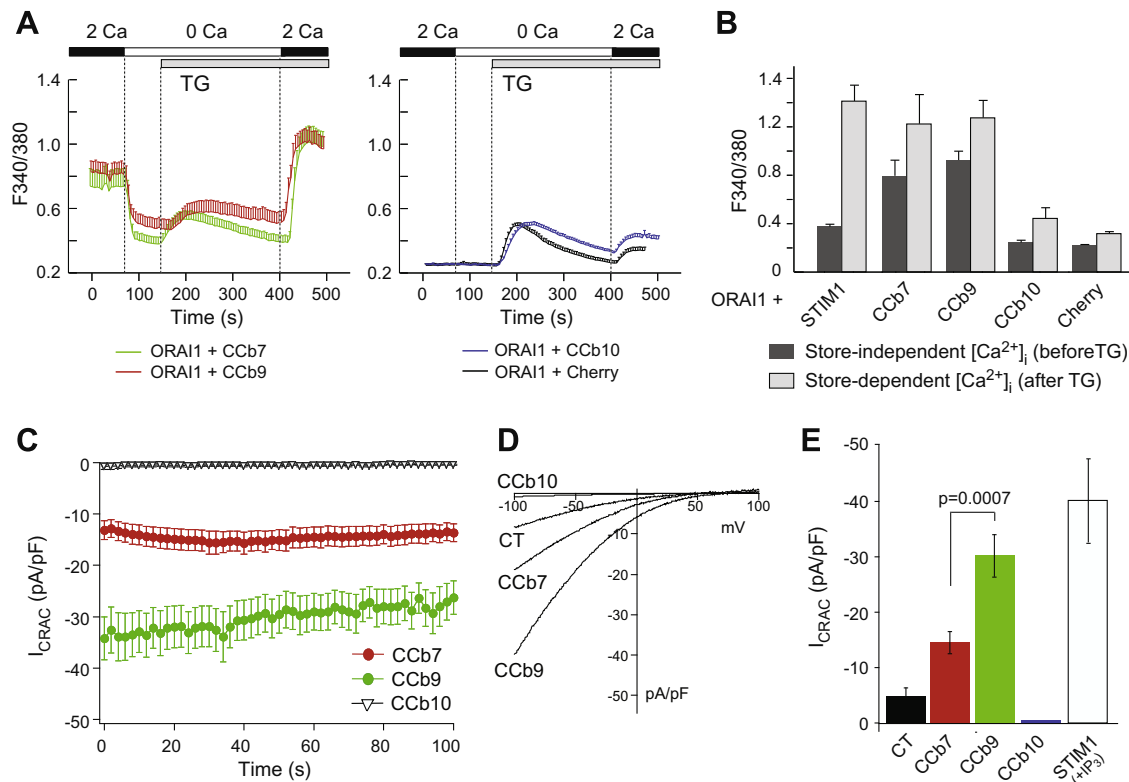 A
2 Ca 0 Ca 2 Ca
TG
1.4
1.0
0.6
0.2
F340/380
0 100 200 300 400 500
Time (s)
ORAI1 + CCb7
ORAI1 + CCb9
2 Ca 0 Ca 2 Ca
TG
1.4
1.0
0.6
0.2
0 100 200 300 400 500
Time (s)
ORAI1 + CCb10
ORAI1 + Cherry
B
1.4
1.2
0.8
0.4
0
F340/380
ORAI1 +
STIM1 CCb7 CCb9 CCb10 Cherry
Store-independent [Ca2+]i (beforeTG)
Store-dependent [Ca2+]i (after TG)
C
0
-10
-20
-30
-40
-50
ICRAC (pA/pF)
CCb7
CCb9
CCb10
0 20 40 60 80 100
Time (s)
D
CCb10
-100 -50 50 100
mV
CT
CCb7
CCb9
-10
-20
-30
-40
-50
pA/pF
E
-50
-40
-30
-20
-10
0
ICRAC (pA/pF)
p=0.0007
CT CCb7 CCb9 CCb10 STIM1
(+IP3)